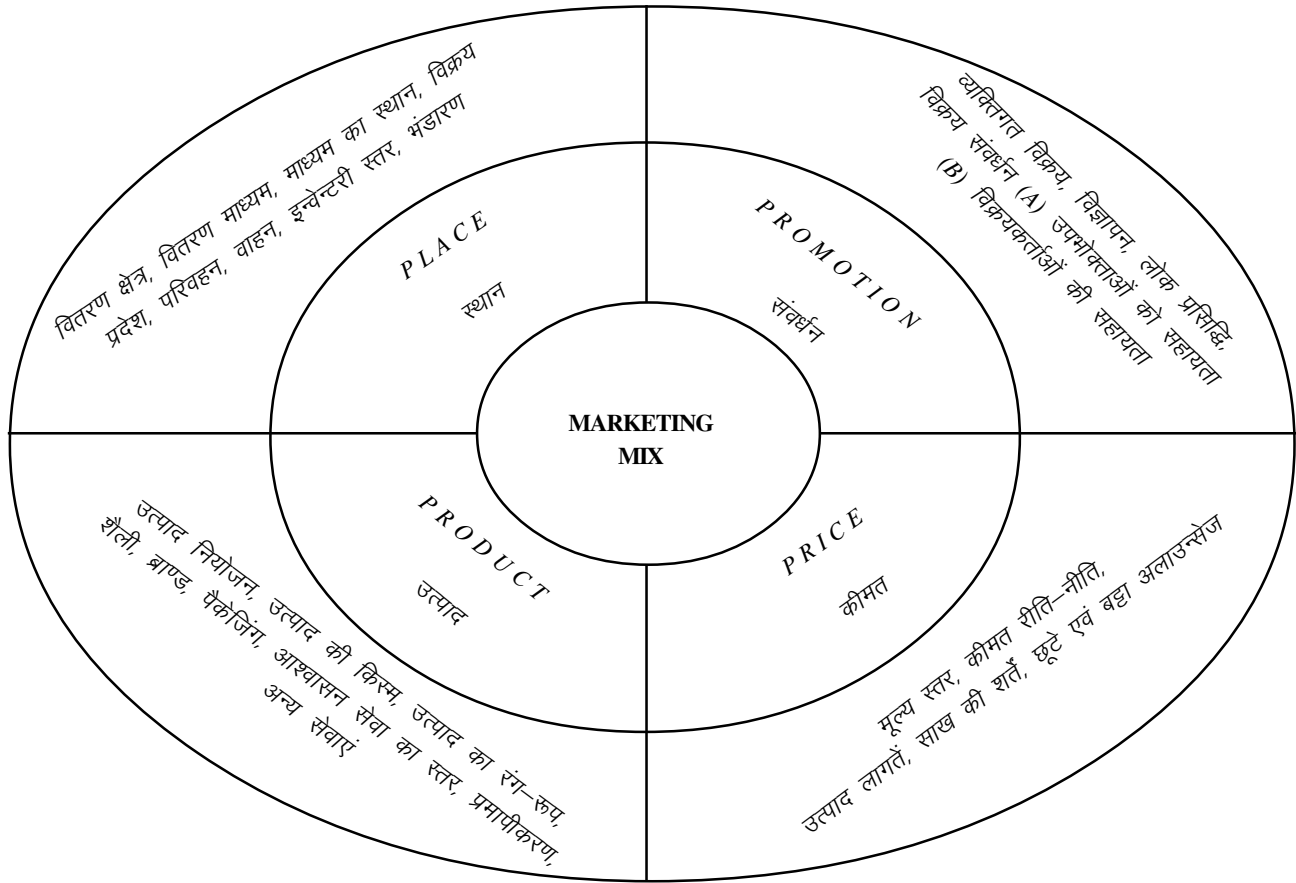 वितरण क्षेत्र, वितरण माध्यम, माध्यम का स्थान, विक्रय
प्रदेश, परिवहन, वाहन, इन्वेन्टरी स्तर, भंडारण
PLACE
स्थान
व्यक्तिगत विक्रय, विज्ञापन, लोक प्रसिद्धि,
विक्रय संवर्धन (A) उपभोक्ताओं को सहायता
(B) विक्रयकर्ताओं की सहायता
PROMOTION
संवर्धन
MARKETING
MIX
PRODUCT
उत्पाद
उत्पाद नियोजन, उत्पाद की किस्म, उत्पाद का रंग–रूप,
शैली, ब्राण्ड, पैकेजिंग, आश्वासन सेवा का स्तर, प्रमापीकरण,
अन्य सेवाएं
PRICE
कीमत
मूल्य स्तर, कीमत रीति–नीति,
उत्पाद लागतें, साख की शर्तें, छूटे एवं बट्टा अलाउन्सेज